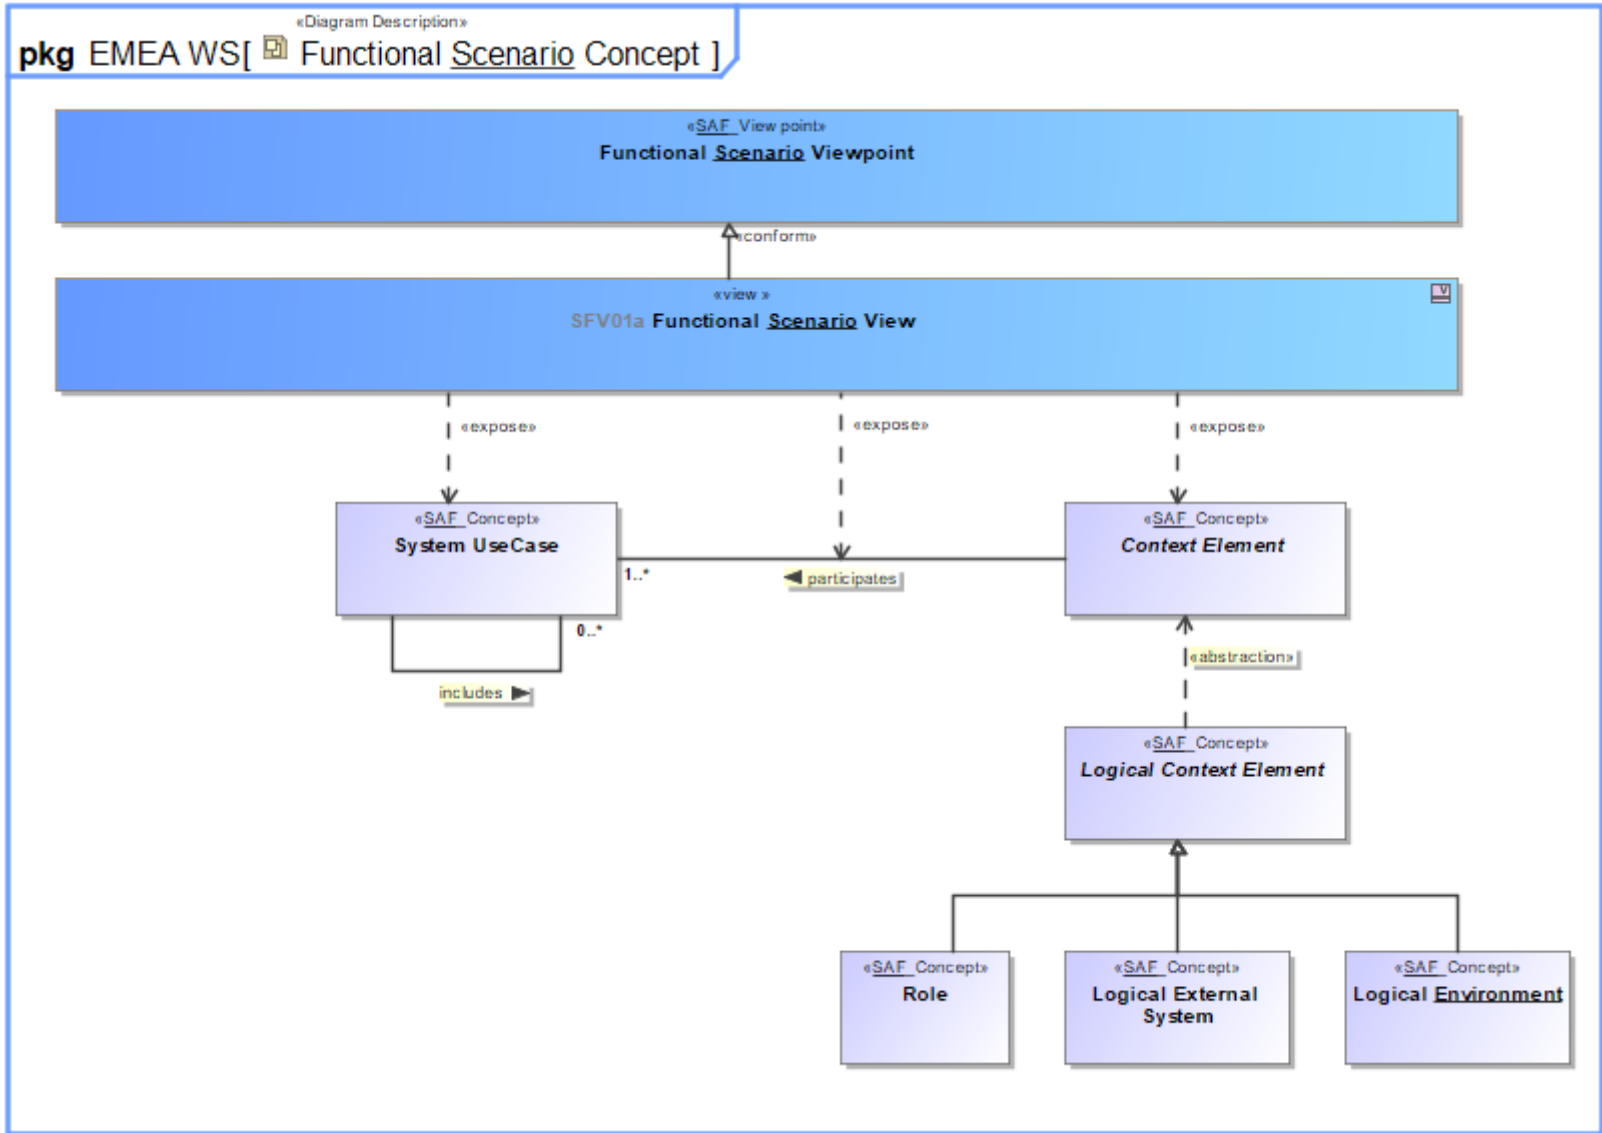 «Diagram Description»
pkg EMEA WS[ Functional Scenario Concept ]
«SAF_Viewpoint»
Functional Scenario Viewpoint
«conform»
«view »
SFV01a Functional Scenario View
«expose»
«expose»
«expose»
«SAF_Concept»
System UseCase
«SAF_Concept»
Context Element
1..*
◀ participates
0..*
includes ▶
«abstraction»
«SAF_Concept»
Logical Context Element
«SAF_Concept»
Role
«SAF_Concept»
Logical External
System
«SAF_Concept»
Logical Environment